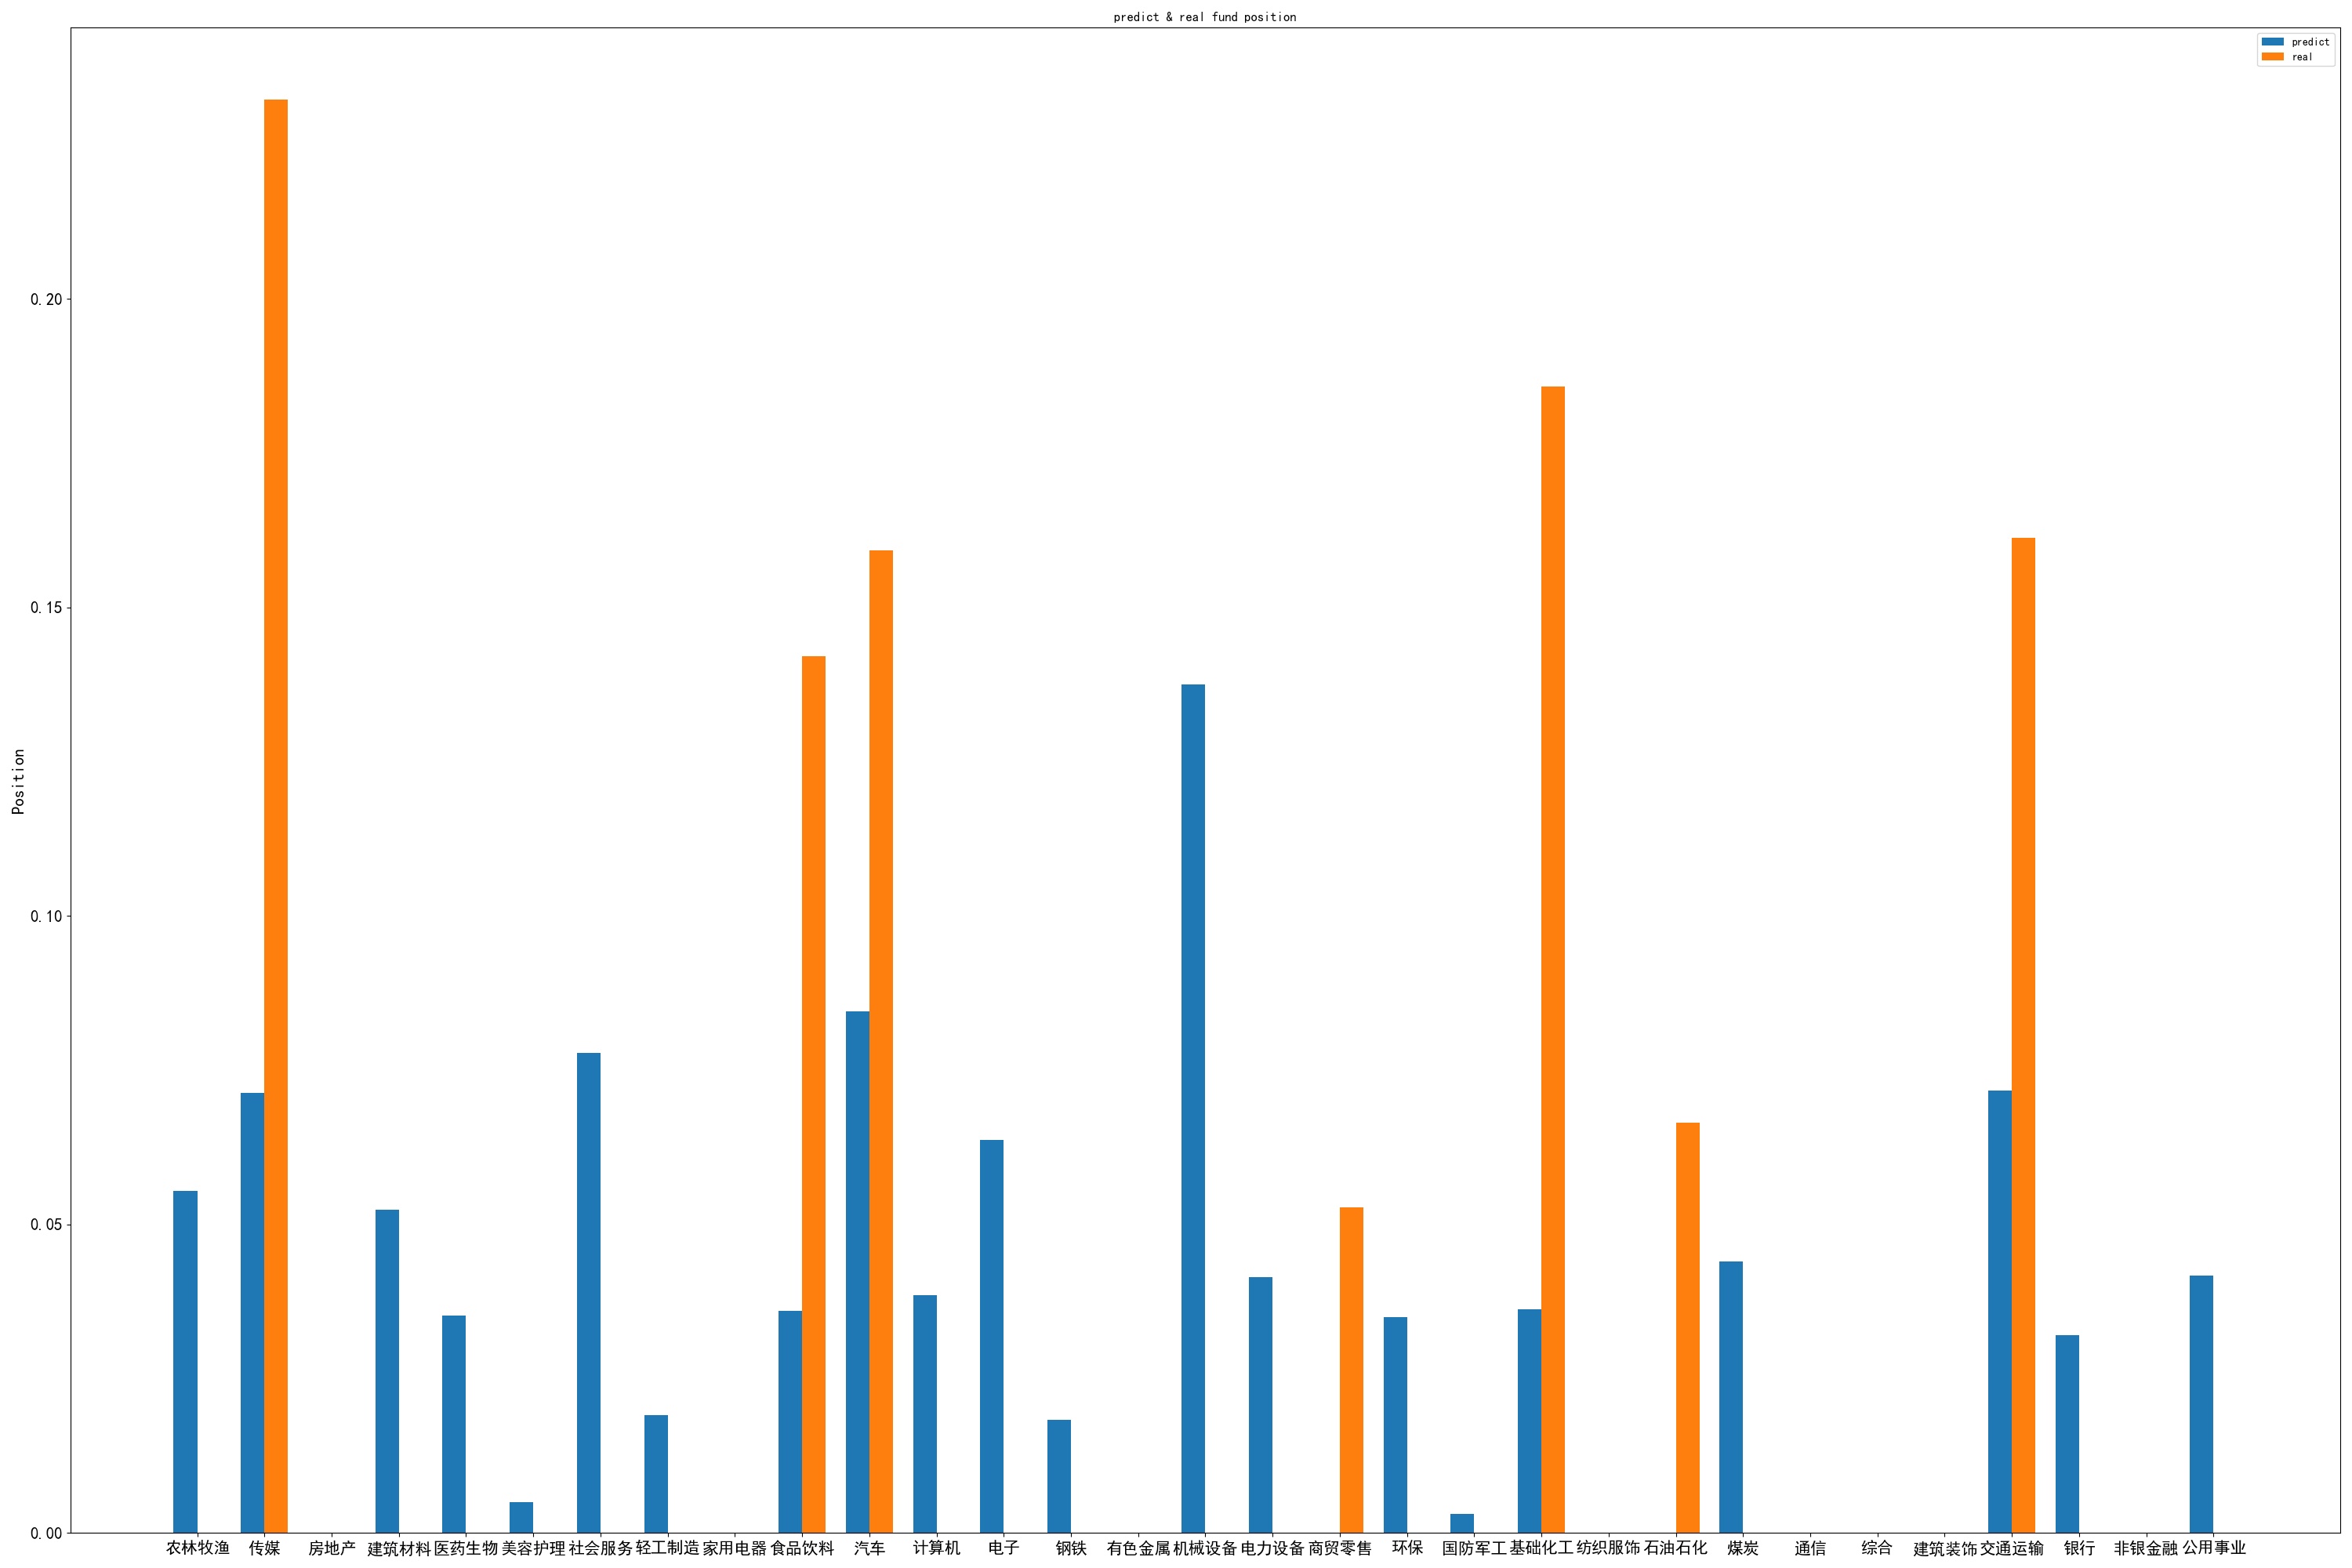 predict & real fund position
predict
real
0.20
0.15
0.10
0.05
0.00
Position
农林牧渔 传媒 房地产 建筑材料 医药生物 美容护理 社会服务 轻工制造 家用电器 食品饮料 汽车 计算机 电子 钢铁 有色金属 机械设备 电力设备 商贸零售 环保 国防军工 基础化工 纺织服饰 石油石化 煤炭 通信 综合 建筑装饰 交通运输 银行 非银金融 公用事业